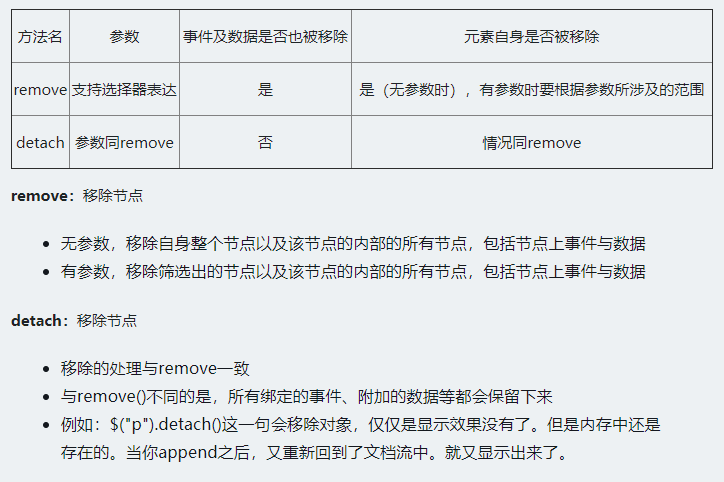 方法名 参数 事件及数据是否也被移除 元素自身是否被移除
remove 支持选择器表达 是 是（无参数时），有参数时要根据参数所涉及的范围
detach 参数同remove 否 情况同remove
remove：移除节点
• 无参数，移除自身整个节点以及该节点的内部的所有节点，包括节点上事件与数据
• 有参数，移除筛选出的节点以及该节点的内部的所有节点，包括节点上事件与数据
detach：移除节点
• 移除的处理与remove一致
• 与remove()不同的是，所有绑定的事件、附加的数据等都会保留下来
• 例如：$("p").detach()这一句会移除对象，仅仅是显示效果没有了。但是内存中还是
存在的。当你append之后，又重新回到了文档流中。就又显示出来了。